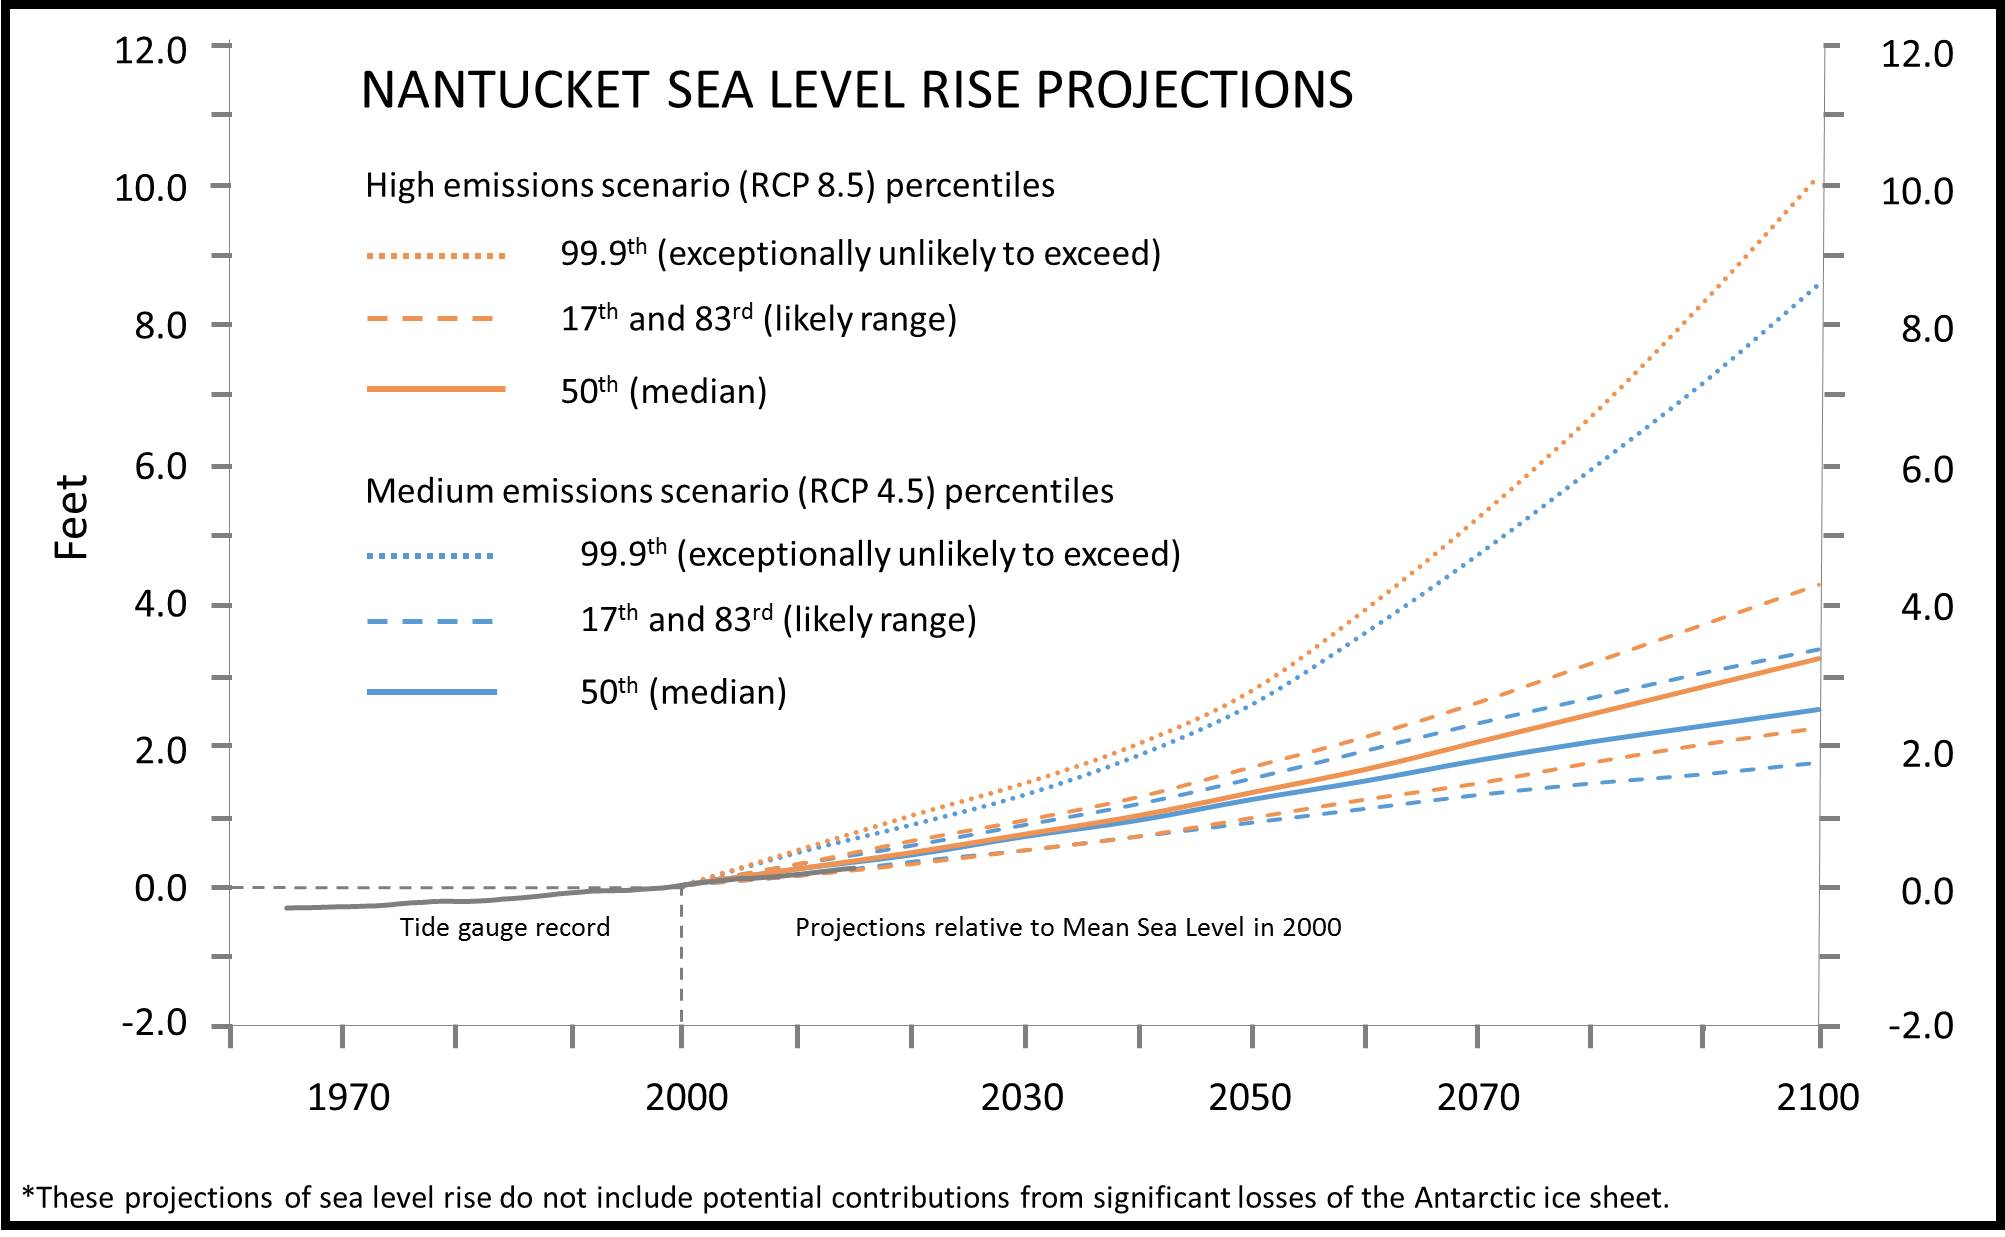 NANTUCKET SEA LEVEL RISE PROJECTIONS
High emissions scenario (RCP 8.5) percentiles
99.9th (exceptionally unlikely to exceed)
17th and 83rd (likely range)
50th (median)
Medium emissions scenario (RCP 4.5) percentiles
99.9th (exceptionally unlikely to exceed)
17th and 83rd (likely range)
50th (median)
Feet
12.0
10.0
8.0
6.0
4.0
2.0
0.0
-2.0
12.0
10.0
8.0
6.0
4.0
2.0
0.0
-2.0
Tide gauge record
Projections relative to Mean Sea Level in 2000
1970 2000 2030 2050 2070 2100
*These projections of sea level rise do not include potential contributions from significant losses of the Antarctic ice sheet.